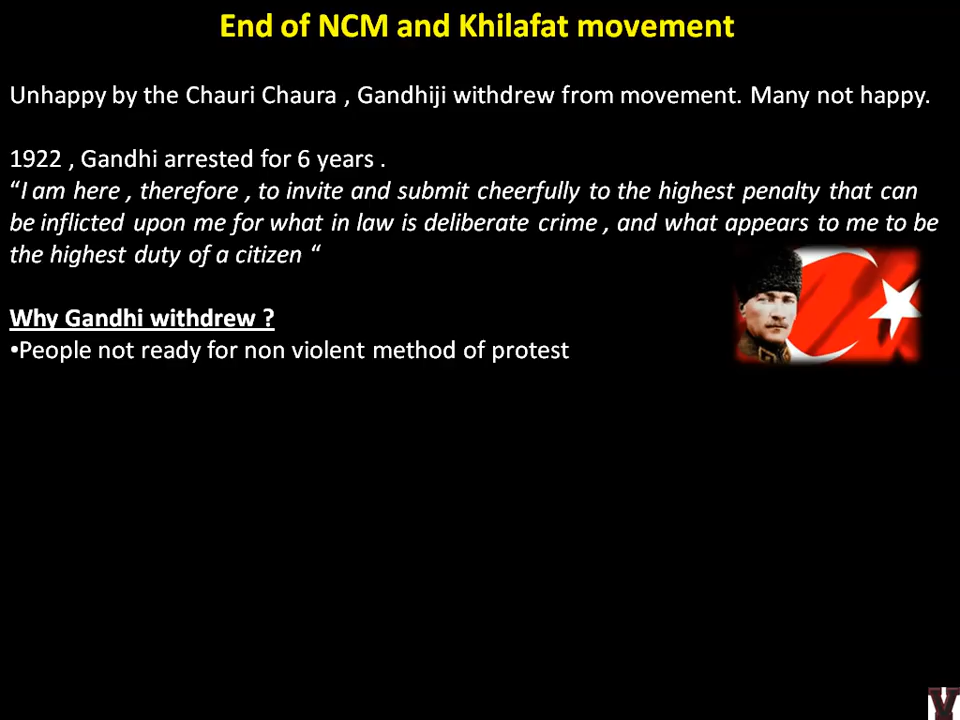 End of NCM and Khilafat movement
Unhappy by the Chauri Chaura , Gandhiji withdrew from movement. Many not happy.
1922 , Gandhi arrested for 6 years .
“I am here , therefore , to invite and submit cheerfully to the highest penalty that can
be inflicted upon me for what in law is deliberate crime , and what appears to me to be
the highest duty of a citizen “
Why Gandhi withdrew ?
•People not ready for non violent method of protest
V